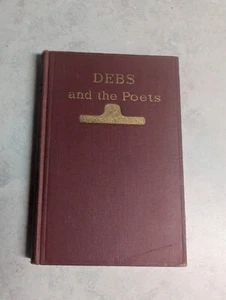 DEBS
and the Poets